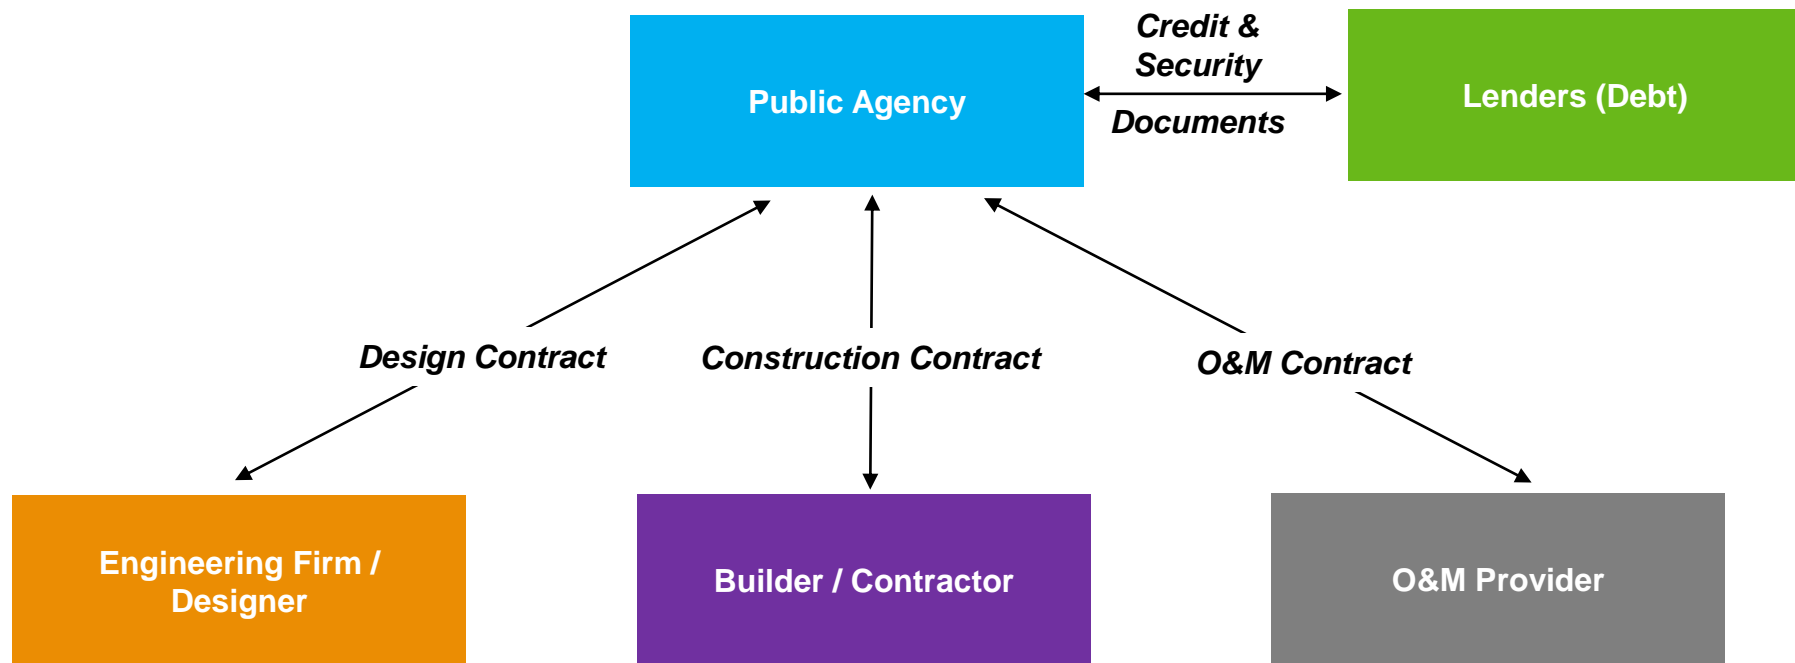 Credit &
Security
Public Agency
Lenders (Debt)
Documents
Design Contract
Construction Contract
O&M Contract
Engineering Firm /
Designer
Builder / Contractor
O&M Provider